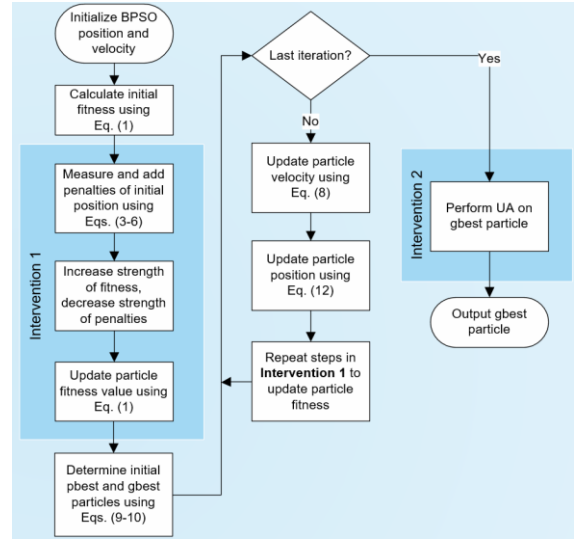 Initialize BPSO
position and
velocity
Calculate initial
fitness using
Eq. (1)
Intervention 1
Measure and add
penalties of initial
position using
Eqs. (3-6)
Increase strength
of fitness,
decrease strength
of penalties
Update particle
fitness value using
Eq. (1)
Determine initial
pbest and gbest
particles using
Eqs. (9-10)
Last iteration?
Yes
No
Update particle
velocity using
Eq. (8)
Update particle
position using
Eq. (12)
Repeat steps in
Intervention 1 to
update particle
fitness
Intervention 2
Perform UA on
gbest particle
Output gbest
particle